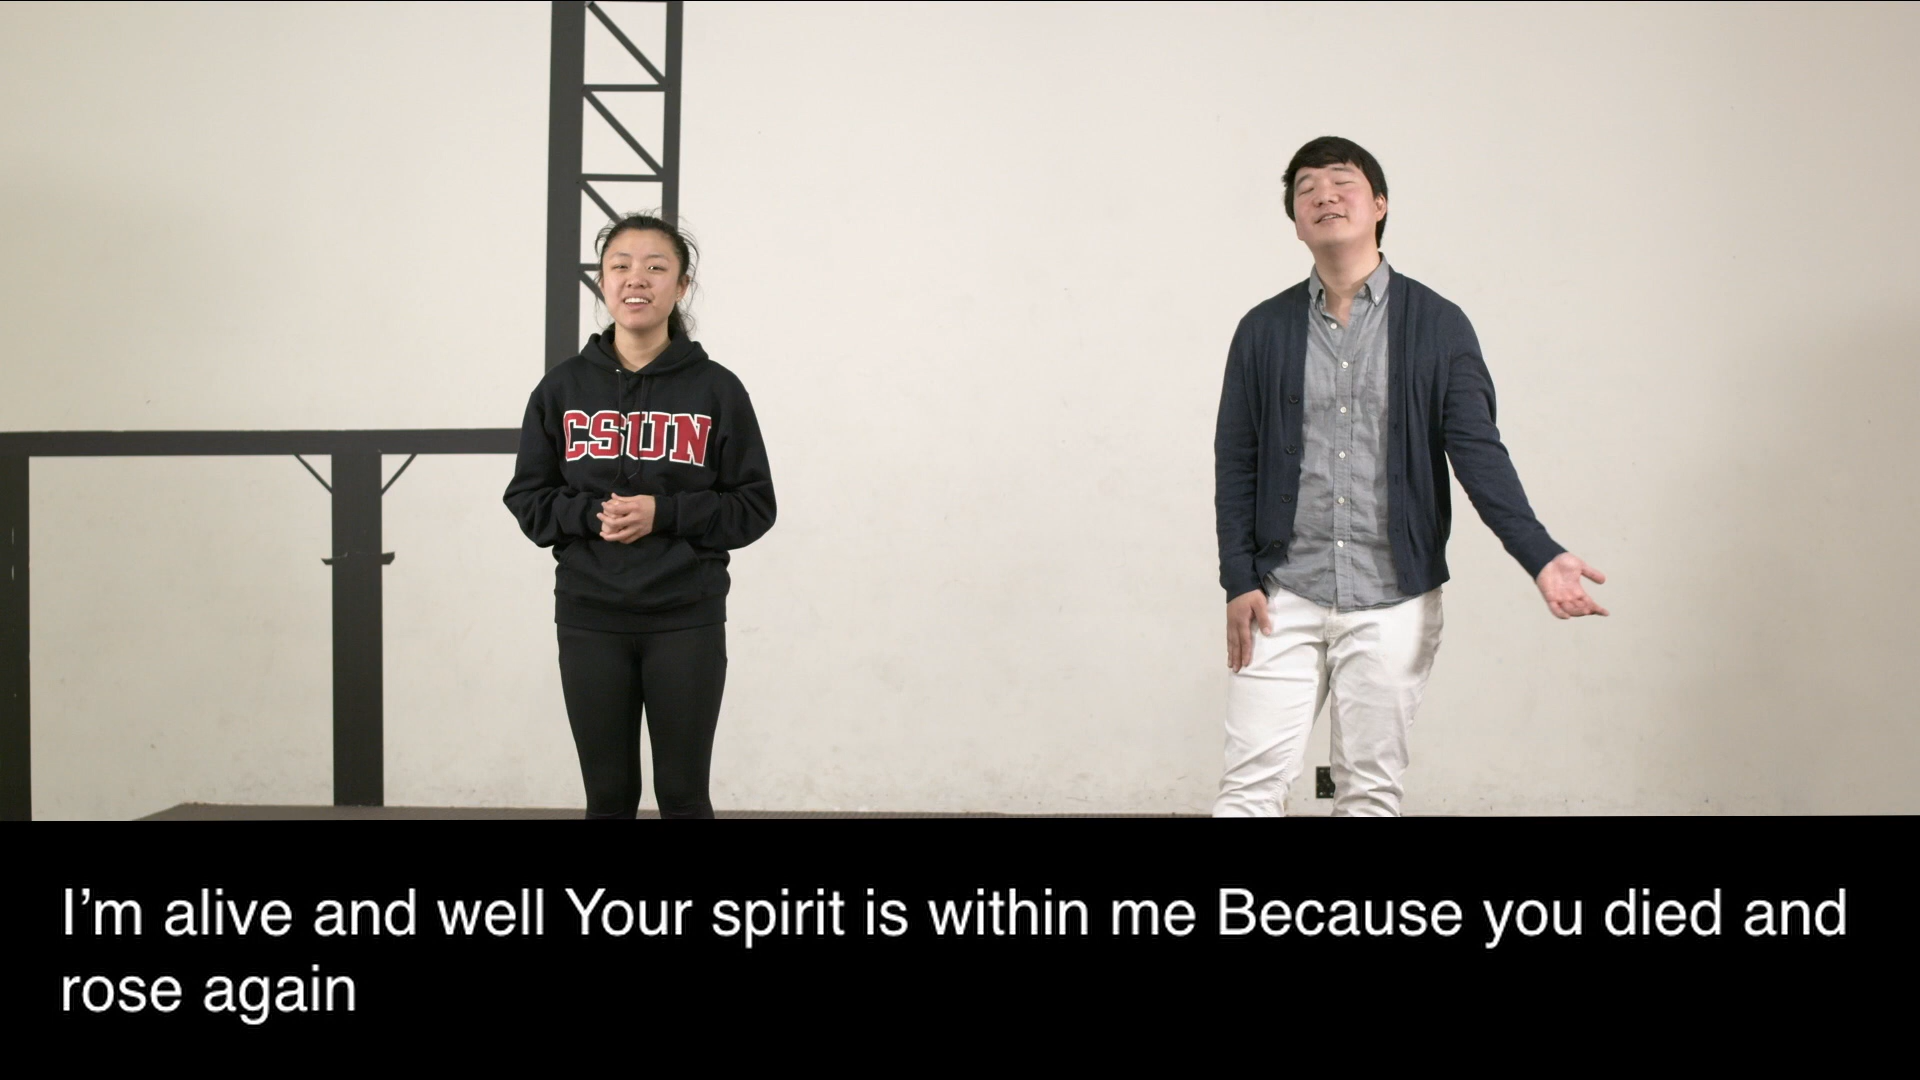 CSUN
I’m alive and well Your spirit is within me Because you died and
rose again